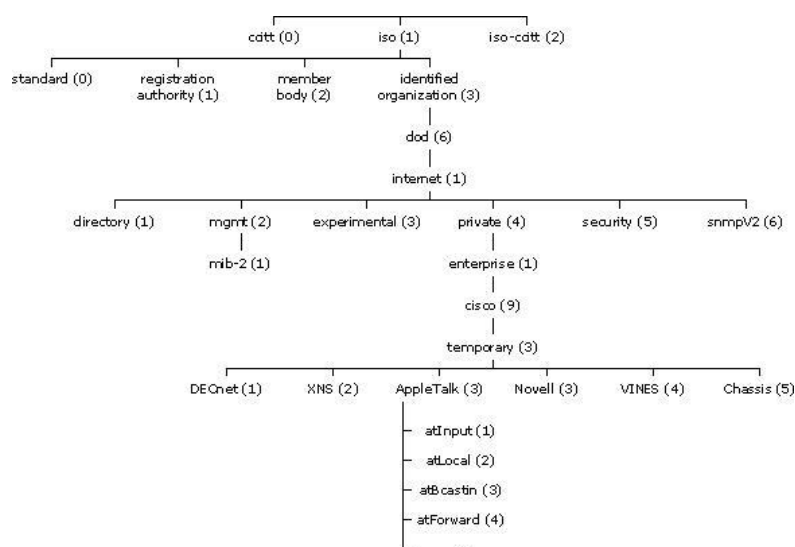 ccitt (0) iso (1) iso-ccitt (2)
standard (0) registration authority (1) member body (2) identified organization (3)
dod (6)
internet (1)
directory (1) mgmt (2) experimental (3) private (4) security (5) snmpV2 (6)
mib-2 (1) enterprise (1)
cisco (9)
temporary (3)
DECnet (1) XNS (2) AppleTalk (3) Novell (3) VINES (4) Chassis (5)
atInput (1)
atLocal (2)
atBcastin (3)
atForward (4)